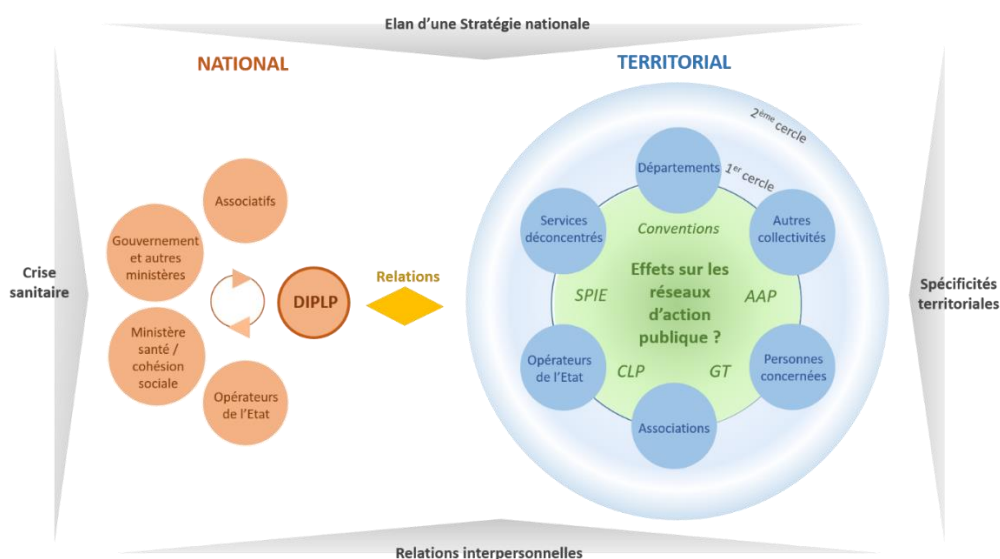 Elan d'une Stratégie nationale
NATIONAL
TERRITORIAL
2ème cercle
1er cercle
Départements
Associatifs
Services
déconcentrés
Conventions
Autres
collectivités
Gouvernement
et autres
ministères
Crise
sanitaire
DIPLP
Relations
Effets sur les
réseaux
d'action
publique ?
SPIE
AAP
Spécificités
territoriales
Ministère
santé /
cohésion
sociale
Opérateurs
de l'Etat
Opérateurs
de l'Etat
CLP
GT
Personnes
concernées
Associations
Relations interpersonnelles